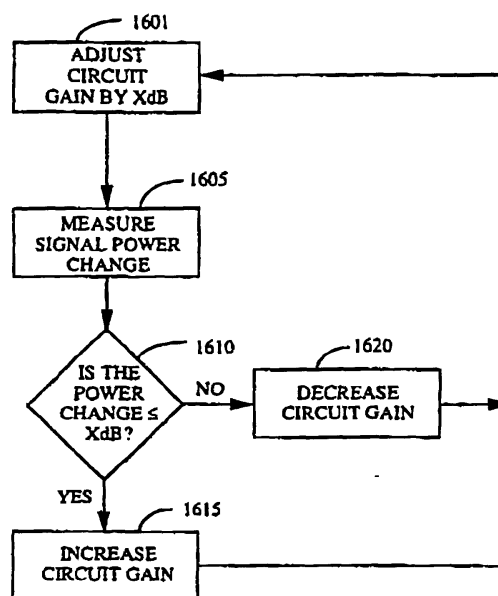 1601
ADJUST
CIRCUIT
GAIN BY XdB
1605
MEASURE
SIGNAL POWER
CHANGE
1610
IS THE
POWER
CHANGE ≤
XdB?
NO
1620
DECREASE
CIRCUIT GAIN
YES
1615
INCREASE
CIRCUIT GAIN